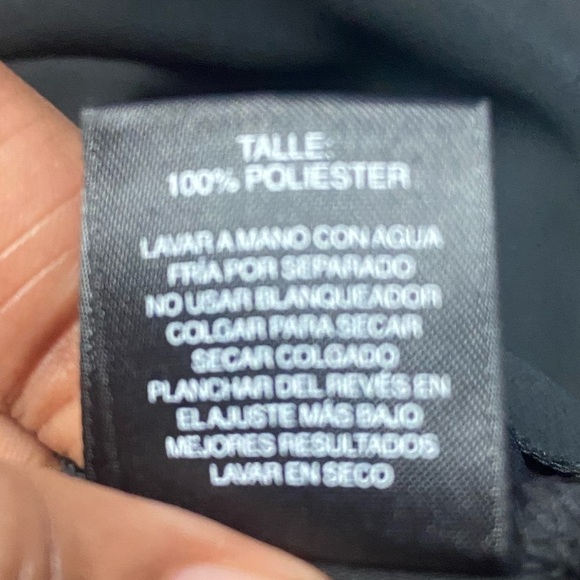 TALLE:
100% POLIESTER
LAVAR A MANO CON AGUA
FRIA POR SEPARADO
NO USAR BLANQUEADOR
COLGAR PARA SECAR
SECAR COLGADO
PLANCHAR DEL REVÉS EN
EL AJUSTE MÁS BAJO
MEJORES RESULTADOS
LAVAR EN SECO